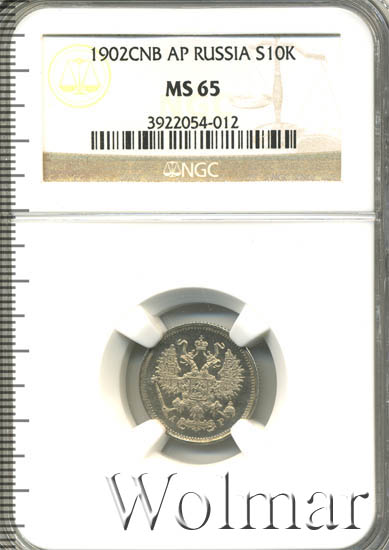 1902CNB AP RUSSIA S10K
MS 65
3922054-012
NGC
А Р
Wolmar